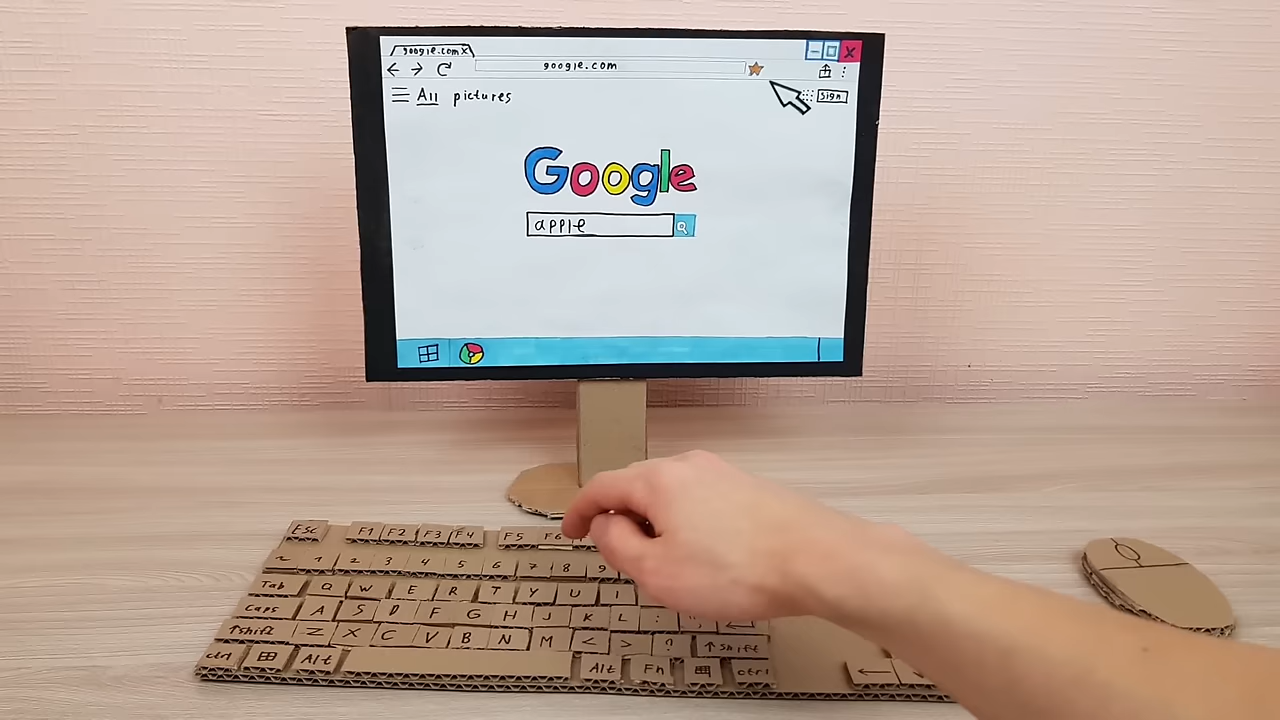 google.com X
google.com
All pictures
sign
Google
apple
Esc F1 F2 F3 F4 F5 F6
~ 1 2 3 4 5 6 7 8 9
Tab Q W E R T Y U I
caps A S D F G H J K L : "
↑shift Z X C V B N M < > ? ↑shift
ctrl Alt Alt Fn ctrl